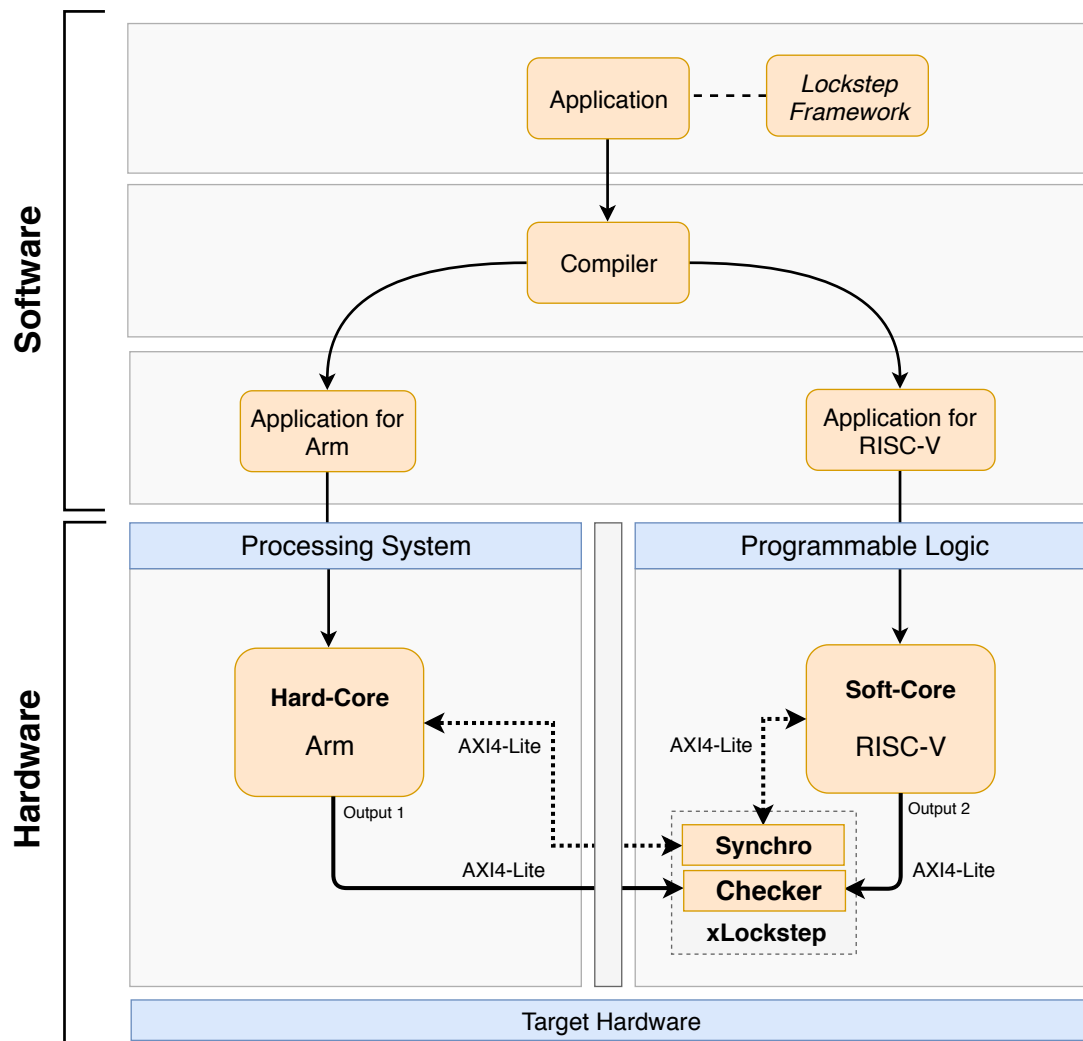 Software
Application
Lockstep
Framework
Compiler
Application for
Arm
Application for
RISC-V
Hardware
Processing System
Programmable Logic
Hard-Core
Arm
Soft-Core
RISC-V
AXI4-Lite
AXI4-Lite
Output 1
Output 2
Synchro
AXI4-Lite
AXI4-Lite
Checker
xLockstep
Target Hardware